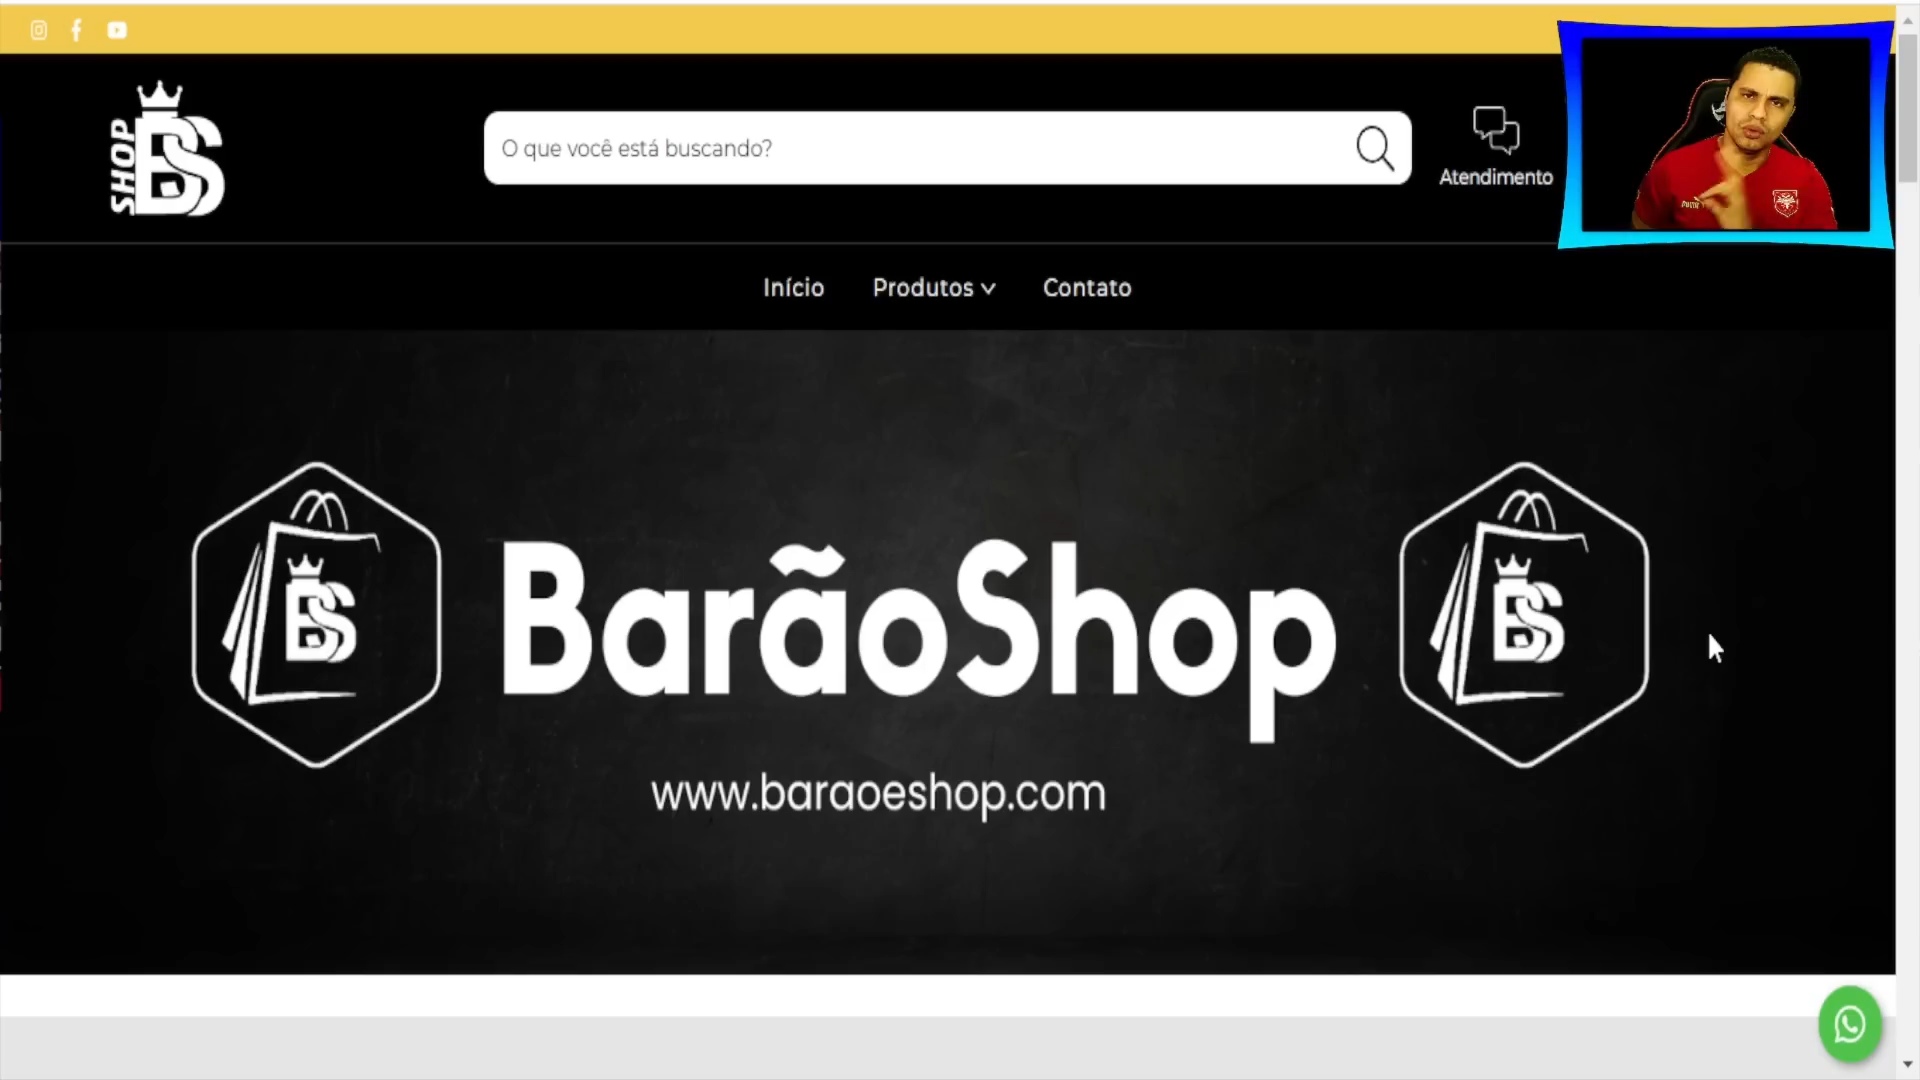 SHOP
BS
O que você está buscando?
Atendimento
Início
Produtos
Contato
BS
BarãoShop
BS
www.baraoeshop.com